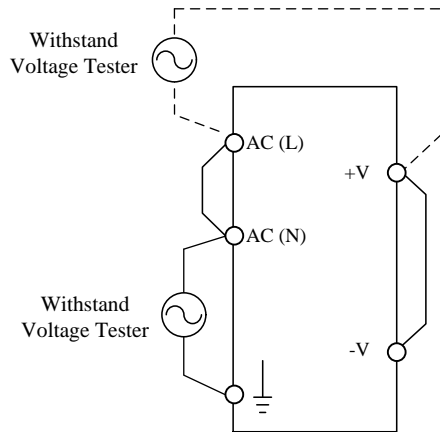 Withstand
Voltage Tester
AC (L)
+V
AC (N)
Withstand
Voltage Tester
-V